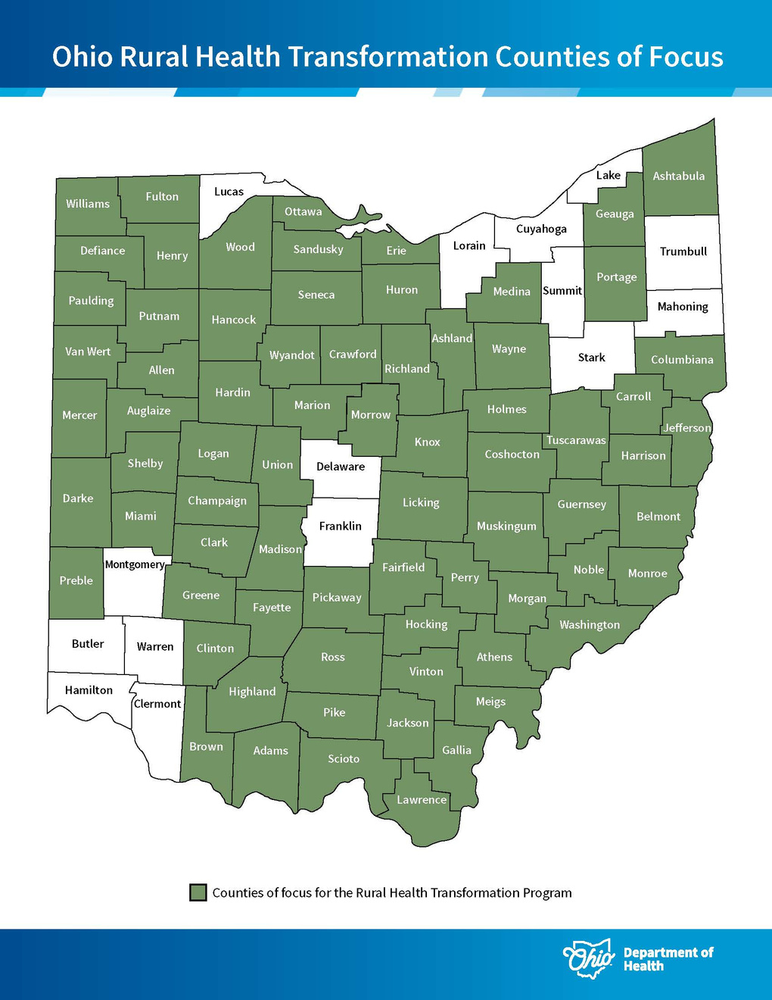 Ohio Rural Health Transformation Counties of Focus
Lake
Ashtabula
Lucas
Williams
Fulton
Ottawa
Geauga
Cuyahoga
Wood
Sandusky
Erie
Lorain
Defiance
Henry
Trumbull
Portage
Seneca
Huron
Medina
Summit
Paulding
Putnam
Hancock
Mahoning
Ashland
Van Wert
Wyandot
Crawford
Wayne
Stark
Columbiana
Allen
Richland
Hardin
Carroll
Mercer
Auglaize
Marion
Morrow
Holmes
Jefferson
Knox
Tuscarawas
Logan
Coshocton
Harrison
Shelby
Union
Delaware
Darke
Champaign
Licking
Guernsey
Miami
Belmont
Franklin
Muskingum
Clark
Madison
Montgomery
Fairfield
Noble
Monroe
Preble
Perry
Greene
Pickaway
Morgan
Fayette
Hocking
Washington
Butler
Warren
Clinton
Ross
Athens
Vinton
Hamilton
Highland
Clermont
Meigs
Pike
Jackson
Brown
Adams
Gallia
Scioto
Lawrence
Counties of focus for the Rural Health Transformation Program
Ohio
Department of
Health